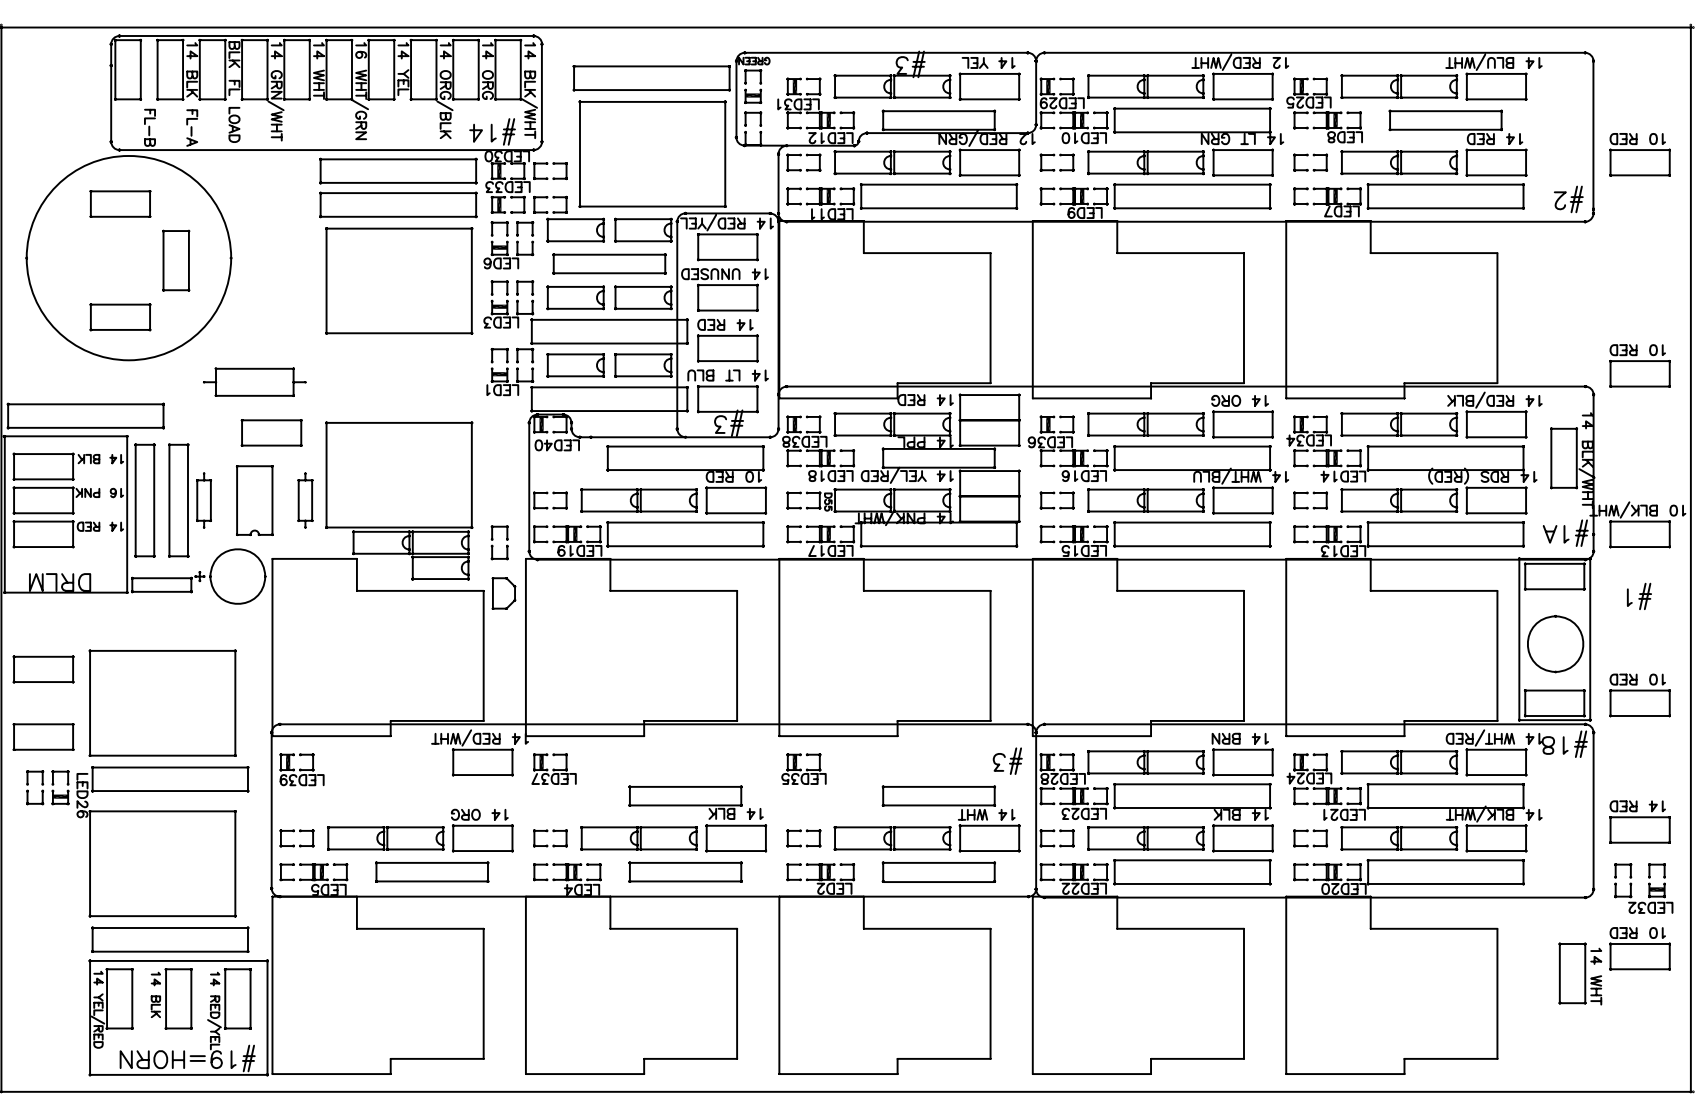 FL-B
14 BLK FL-A
BLK FL LOAD
14 GRN/WHT
14 WHT
16 WHT/GRN
14 YEL
14 ORG/BLK
14 ORG
14 BLK/WHT
#14
GREEN
#3
14 YEL
12 RED/WHT
14 BLU/WHT
LED31
LED29
LED25
LED12
12 RED/GRN
LED10
14 LT GRN
LED8
14 RED
10 RED
LED30
LED33
LED11
LED9
LED7
#2
14 RED/YEL
LED6
14 UNUSED
LED3
14 RED
14 LT BLU
LED1
#3
10 RED
14 RED
14 ORG
14 RED/BLK
LED40
LED38
14 PPL
LED36
LED34
14 BLK/WHT
14 BLK
16 PNK
14 RED
DRLM
+
10 RED
LED18
14 YEL/RED
LED16
14 WHT/BLU
LED14
14 RDS (RED)
D55
14 PNK/WHT
10 BLK/WHT
LED19
LED17
LED15
LED13
#1A
#1
10 RED
14 RED/WHT
14 BRN
14 WHT/RED
#18
LED39
LED37
LED35
#3
LED28
LED24
LED26
14 ORG
14 BLK
14 WHT
LED23
14 BLK
LED21
14 BLK/WHT
14 RED
LED5
LED4
LED2
LED22
LED20
LED32
10 RED
14 WHT
14 YEL/RED
14 BLK
14 RED/YEL
#19=HORN